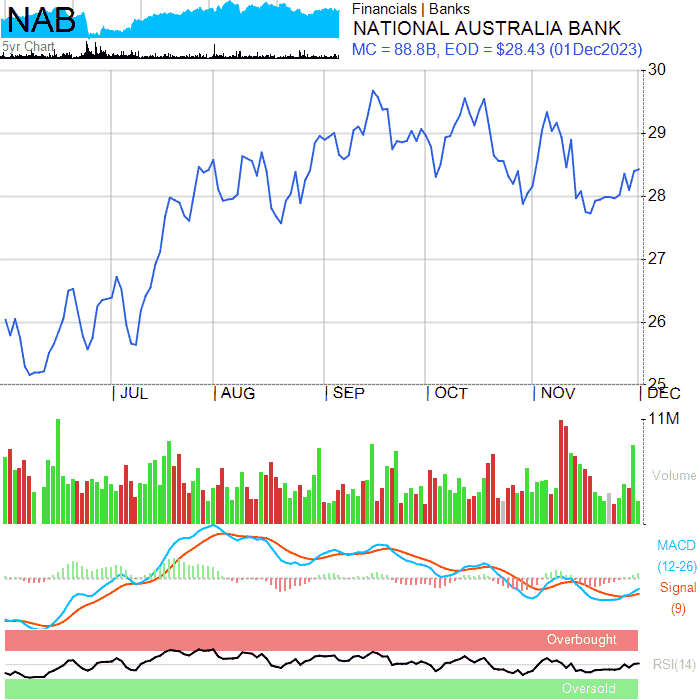 NAB
5yr Chart
Financials | Banks
NATIONAL AUSTRALIA BANK
MC = 88.8B, EOD = $28.43 (01Dec2023)
30
29
28
27
26
25
JUL AUG SEP OCT NOV DEC
11M
Volume
MACD
(12-26)
Signal
(9)
Overbought
RSI(14)
Oversold